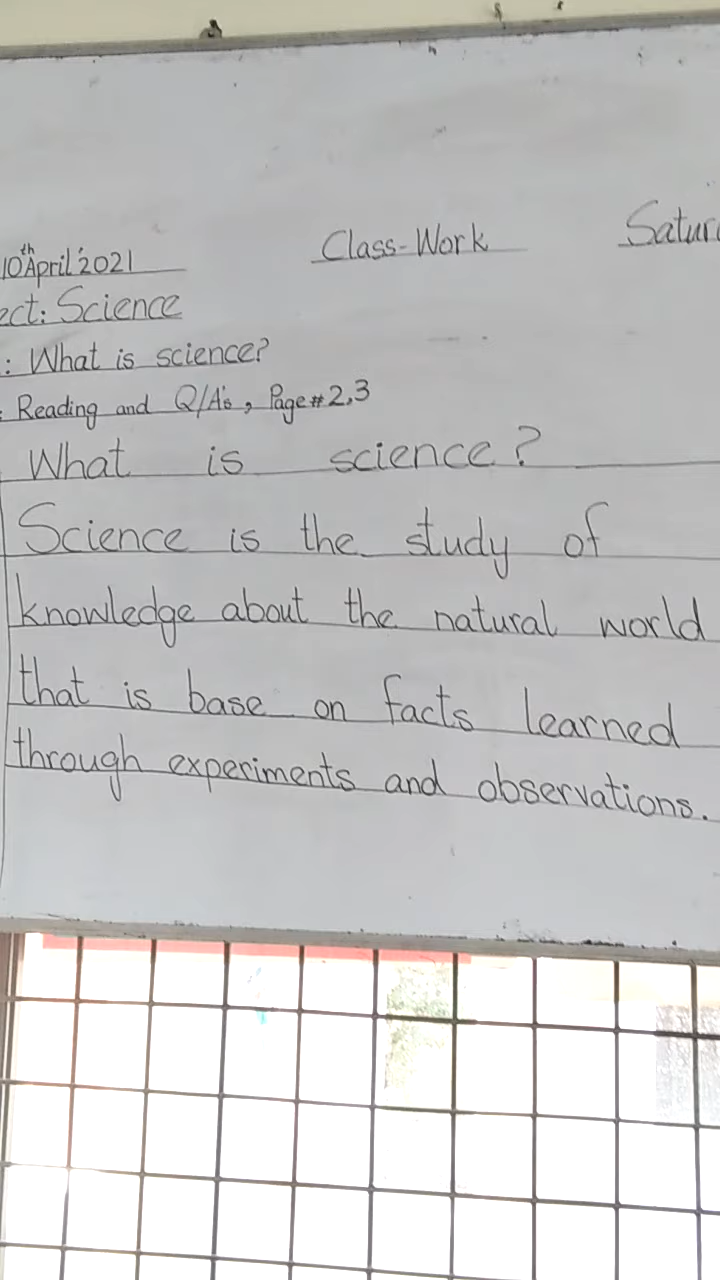 10th April'2021 Class-Work Satur
ect: Science
: What is science?
: Reading and Q/A's, Page#2,3
What is science?
Science is the study of
knowledge about the natural world
that is base on facts learned
through experiments and observations.